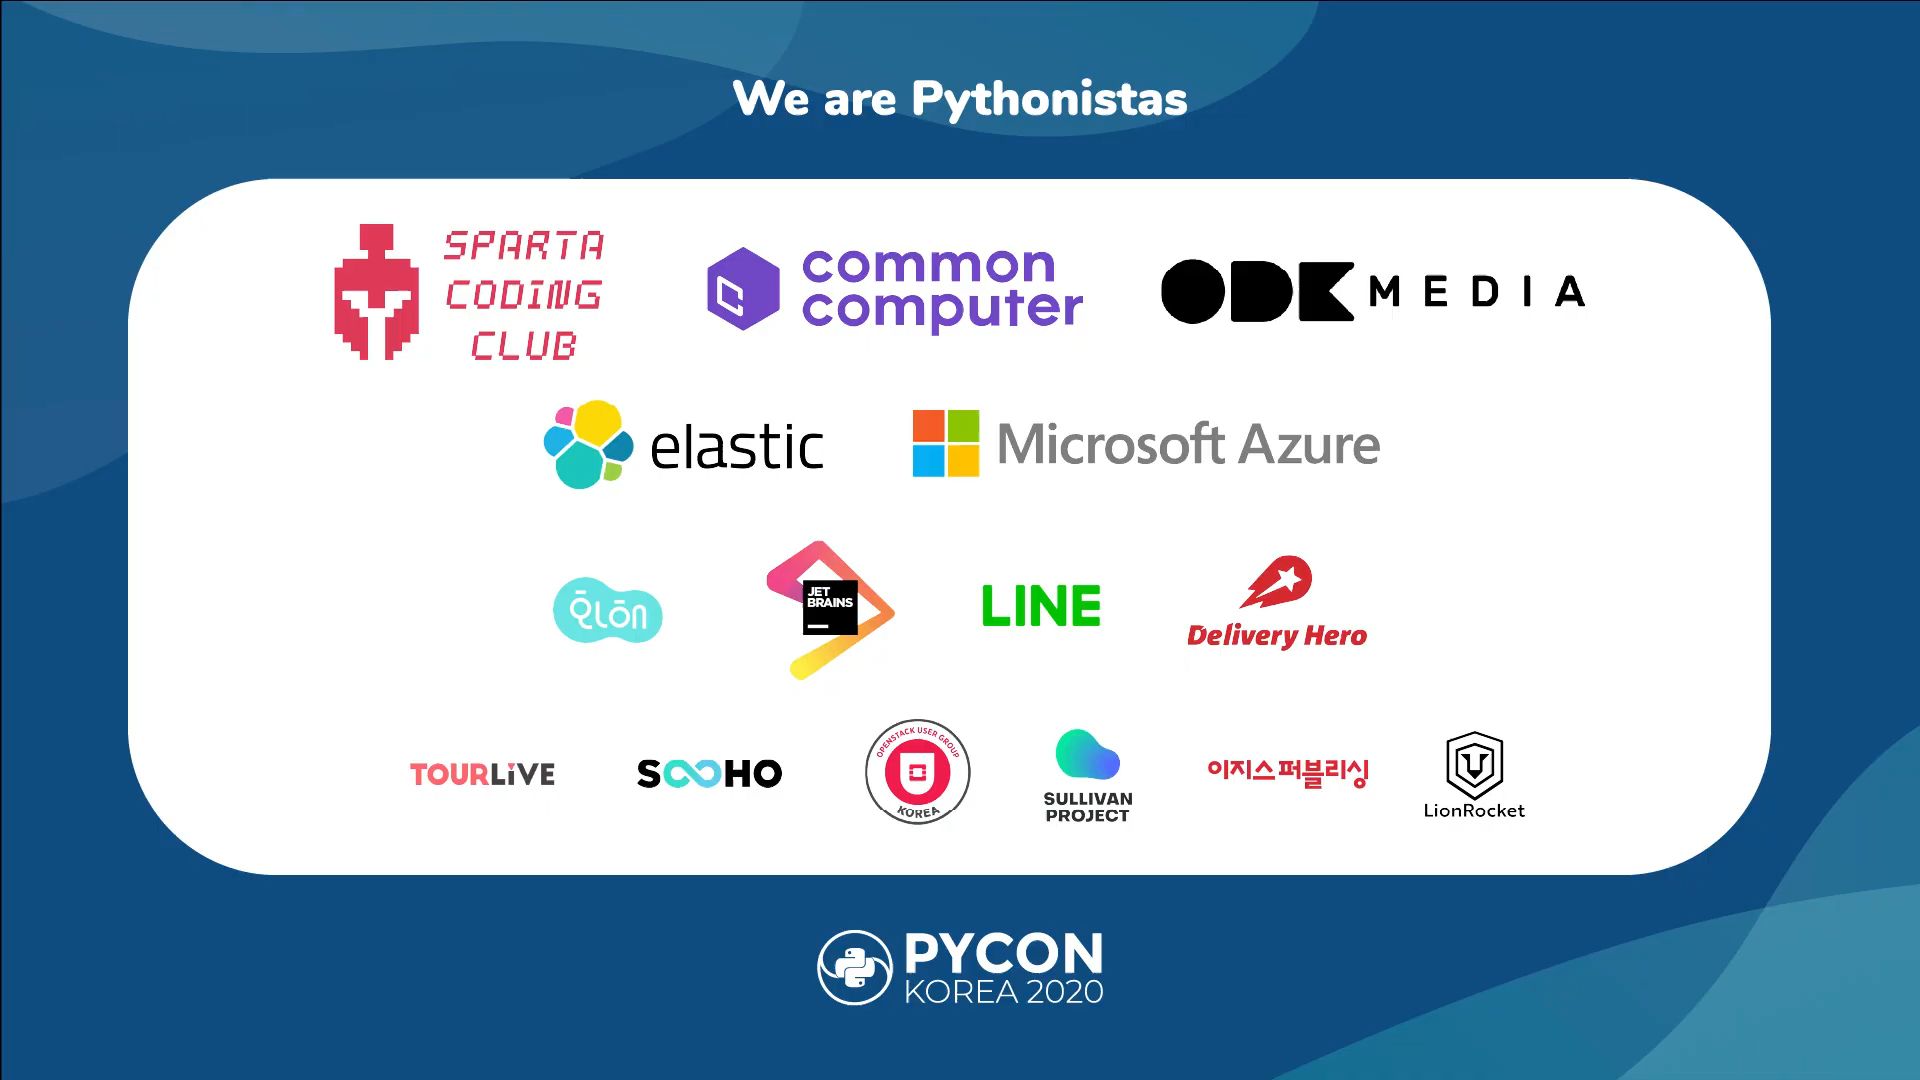 We are Pythonistas
SPARTA
CODING
CLUB
common
computer
ODK MEDIA
elastic
Microsoft Azure
QLōn
JET
BRAINS
LINE
Delivery Hero
TOURLIVE
SOOHO
OPENSTACK USER GROUP
KOREA
SULLIVAN
PROJECT
이지스퍼블리싱
LionRocket
PYCON
KOREA 2020